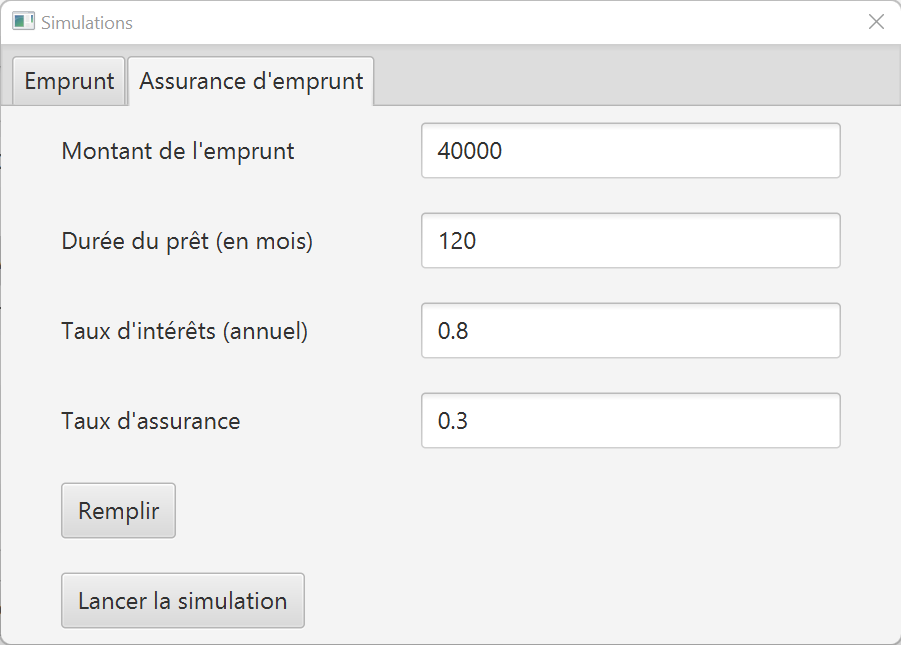 Simulations
Emprunt Assurance d'emprunt
Montant de l'emprunt 40000
Durée du prêt (en mois) 120
Taux d'intérêts (annuel) 0.8
Taux d'assurance 0.3
Remplir
Lancer la simulation